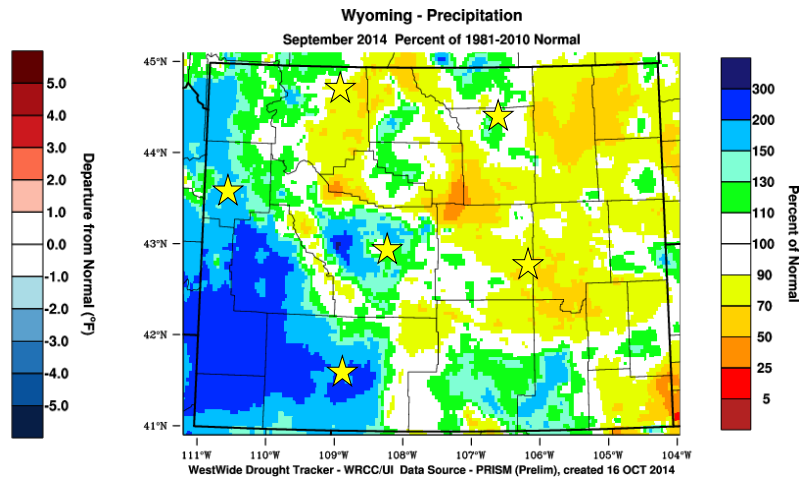 Wyoming - Precipitation
September 2014 Percent of 1981-2010 Normal
5.0
4.0
3.0
2.0
1.0
0.0
-1.0
-2.0
-3.0
-4.0
-5.0
Departure from Normal (°F)
45°N
44°N
43°N
42°N
41°N
111°W
110°W
109°W
108°W
107°W
106°W
105°W
104°W
300
200
150
130
110
100
90
70
50
25
5
Percent of Normal
WestWide Drought Tracker - WRCC/UI Data Source - PRISM (Prelim), created 16 OCT 2014